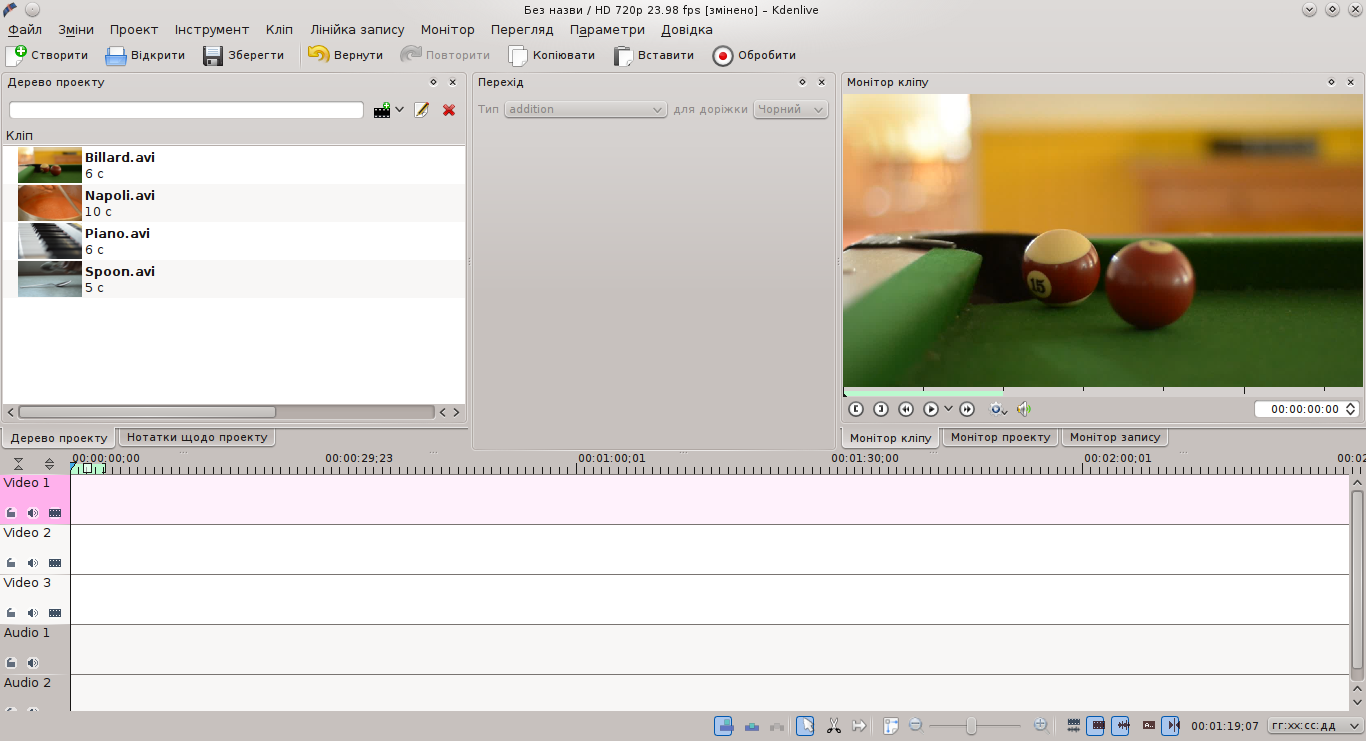 Без назви / HD 720p 23.98 fps [змінено] – Kdenlive
Файл Зміни Проект Інструмент Кліп Лінійка запису Монітор Перегляд Параметри Довідка
Створити Відкрити Зберегти Вернути Повторити Копіювати Вставити Обробити
Дерево проекту
Перехід
Монітор кліпу
Тип addition для доріжки Чорний
Кліп
Billard.avi
6 с
Napoli.avi
10 с
Piano.avi
6 с
Spoon.avi
5 с
15
00:00:00:00
Дерево проекту Нотатки щодо проекту
Монітор кліпу Монітор проекту Монітор запису
00:00:00;00 00:00:29;23 00:01:00;01 00:01:30;00 00:02:00;01 00:02
Video 1
Video 2
Video 3
Audio 1
Audio 2
00:01:19;07 гг:хх:сс:дд